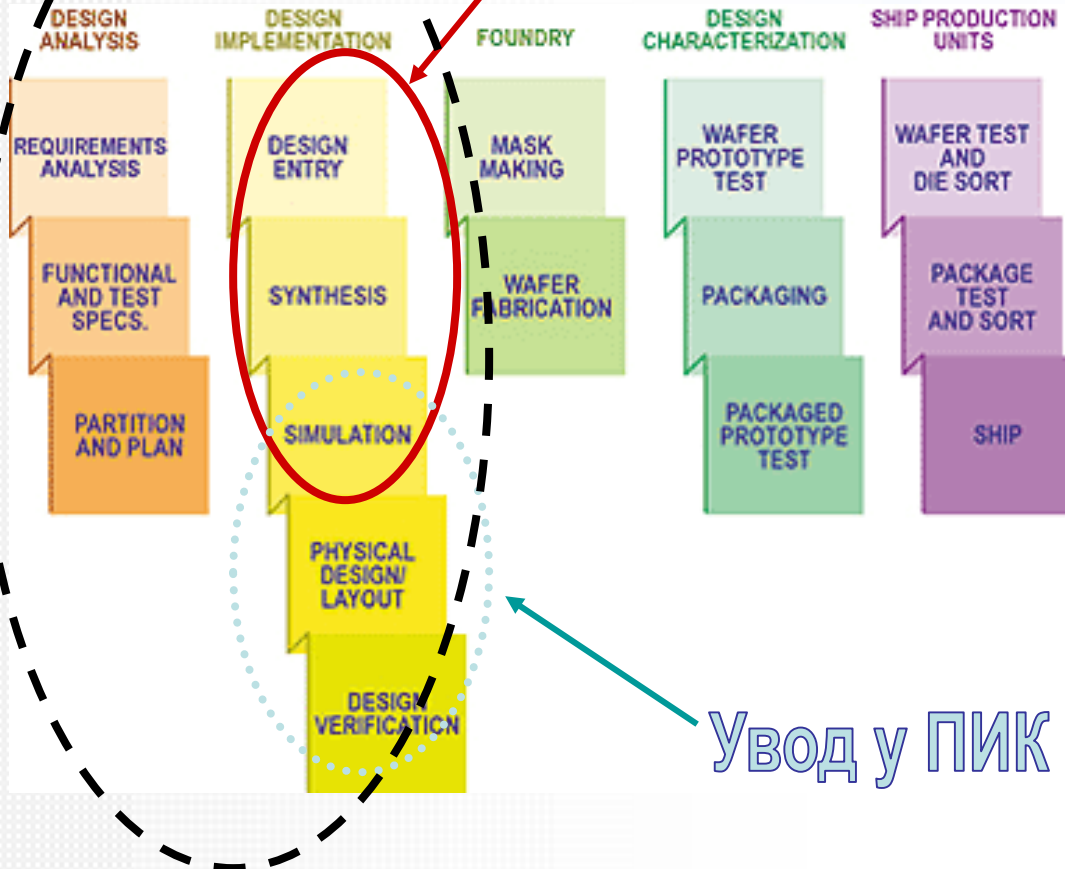 DESIGN
ANALYSIS
REQUIREMENTS
ANALYSIS
FUNCTIONAL
AND TEST
SPECS.
PARTITION
AND PLAN
DESIGN
IMPLEMENTATION
DESIGN
ENTRY
SYNTHESIS
SIMULATION
PHYSICAL
DESIGN/
LAYOUT
DESIGN
VERIFICATION
FOUNDRY
MASK
MAKING
WAFER
FABRICATION
DESIGN
CHARACTERIZATION
WAFER
PROTOTYPE
TEST
PACKAGING
PACKAGED
PROTOTYPE
TEST
SHIP PRODUCTION
UNITS
WAFER TEST
AND
DIE SORT
PACKAGE
TEST
AND SORT
SHIP
Увод у ПИК